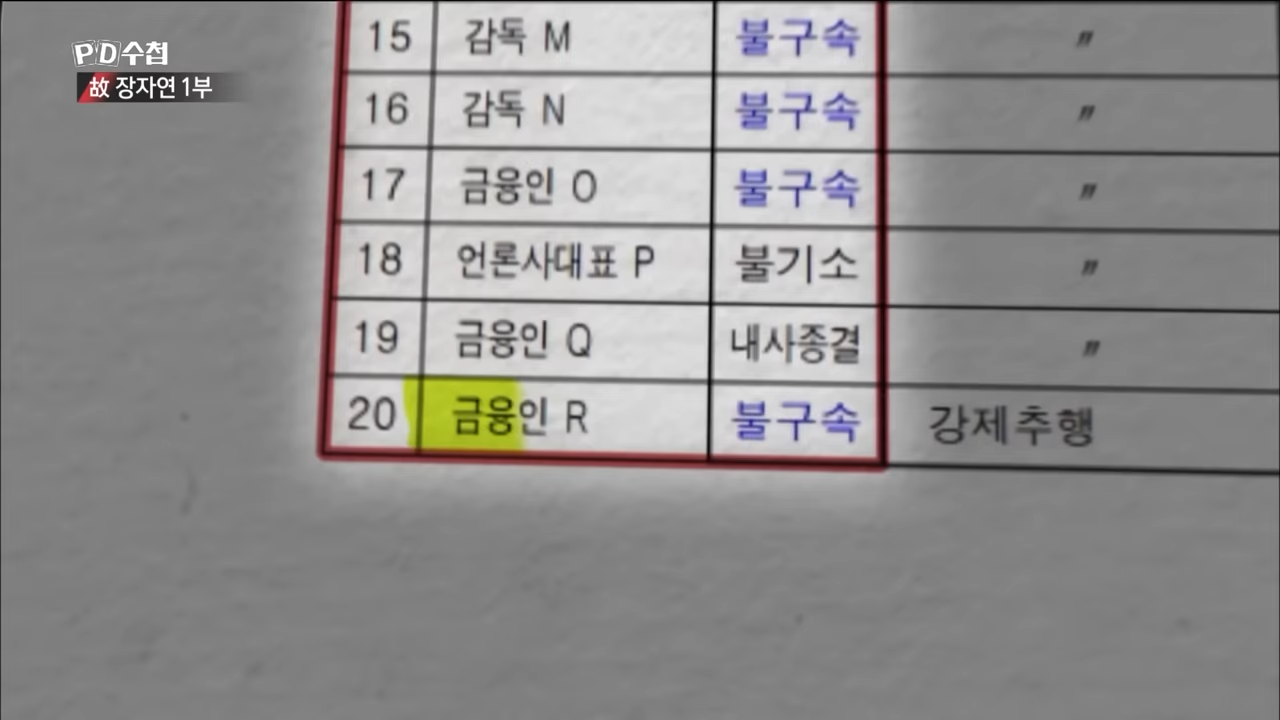 PD수첩
故 장자연 1부
15 감독 M 불구속 〃
16 감독 N 불구속 〃
17 금융인 O 불구속 〃
18 언론사대표 P 불기소 〃
19 금융인 Q 내사종결 〃
20 금융인 R 불구속 강제추행